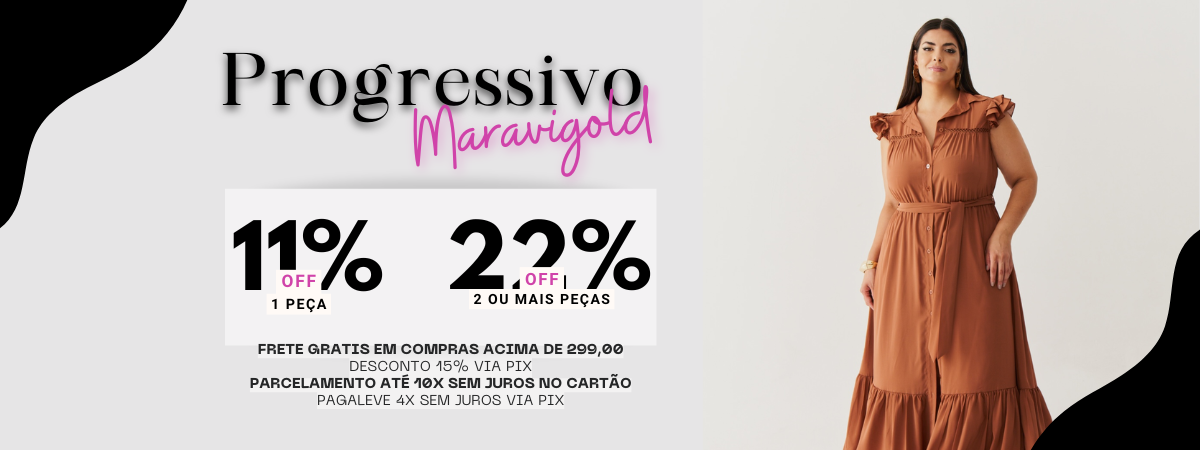 Progressivo
Maravigold
11% 22%
OFF OFF
1 PEÇA 2 OU MAIS PEÇAS
FRETE GRATIS EM COMPRAS ACIMA DE 299,00
DESCONTO 15% VIA PIX
PARCELAMENTO ATÉ 10X SEM JUROS NO CARTÃO
PAGALEVE 4X SEM JUROS VIA PIX